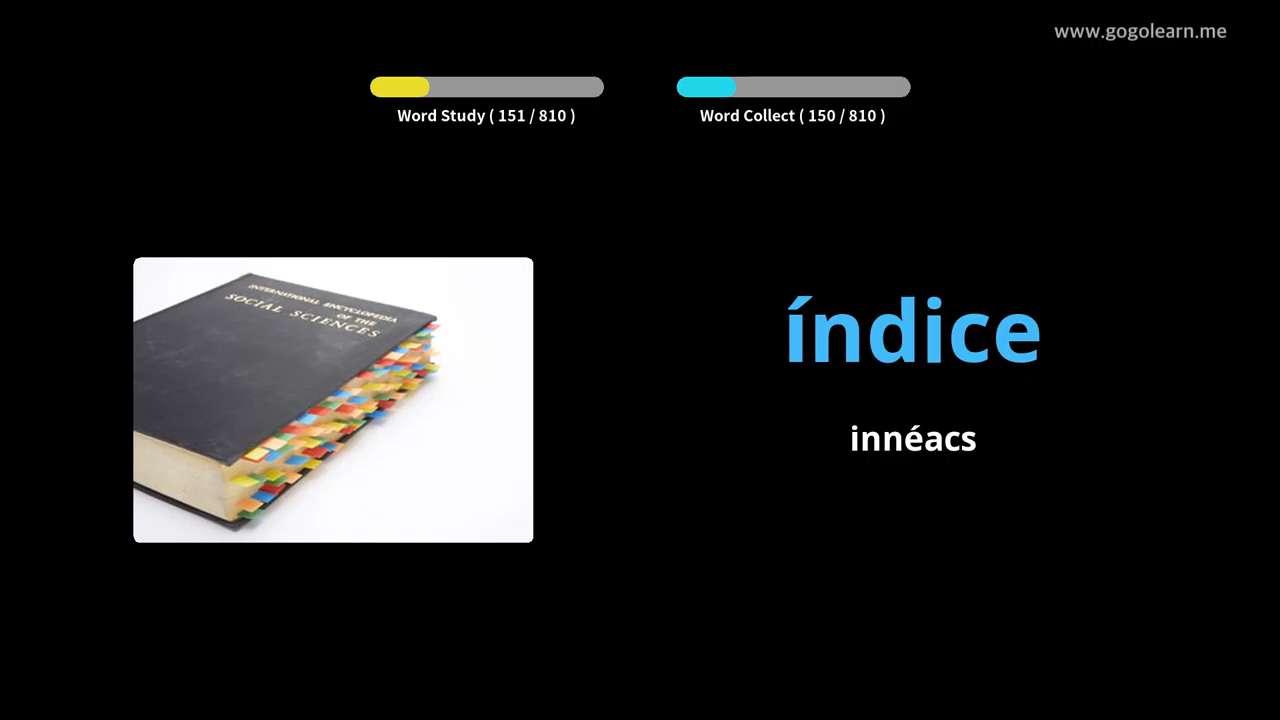 www.gogolearn.me
Word Study ( 151 / 810 )
Word Collect ( 150 / 810 )
INTERNATIONAL ENCYCLOPEDIA
OF THE
SOCIAL SCIENCES
índice
innéacs